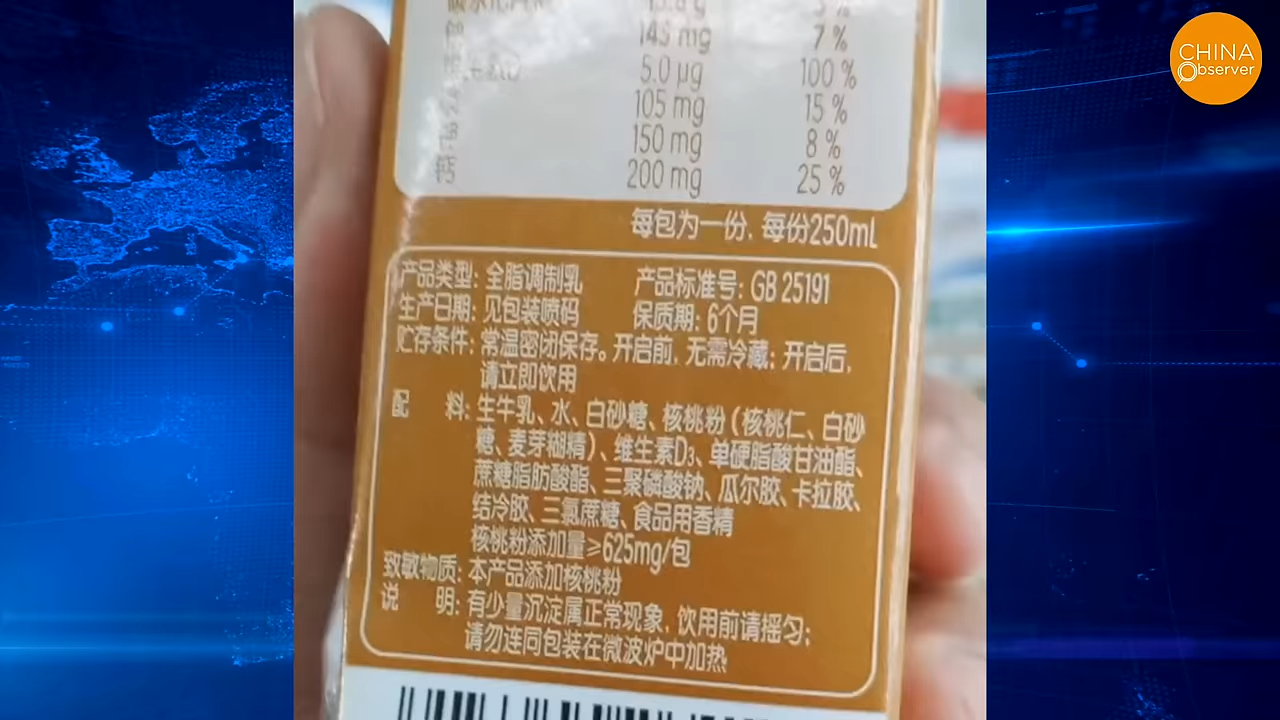 CHINA
Observer
145 mg 7 %
5.0 μg 100 %
105 mg 15 %
150 mg 8 %
200 mg 25 %
每包为一份, 每份250mL
产品类型: 全脂调制乳 产品标准号: GB 25191
生产日期: 见包装喷码 保质期: 6个月
贮存条件: 常温密闭保存。开启前, 无需冷藏; 开启后,
请立即饮用
配 料: 生牛乳、水、白砂糖、核桃粉 (核桃仁、白砂
糖、麦芽糊精)、维生素D₃、单硬脂酸甘油酯、
蔗糖脂肪酸酯、三聚磷酸钠、瓜尔胶、卡拉胶、
结冷胶、三氯蔗糖、食品用香精
核桃粉添加量≥625mg/包
致敏物质: 本产品添加核桃粉
说 明: 有少量沉淀属正常现象, 饮用前请摇匀;
请勿连同包装在微波炉中加热